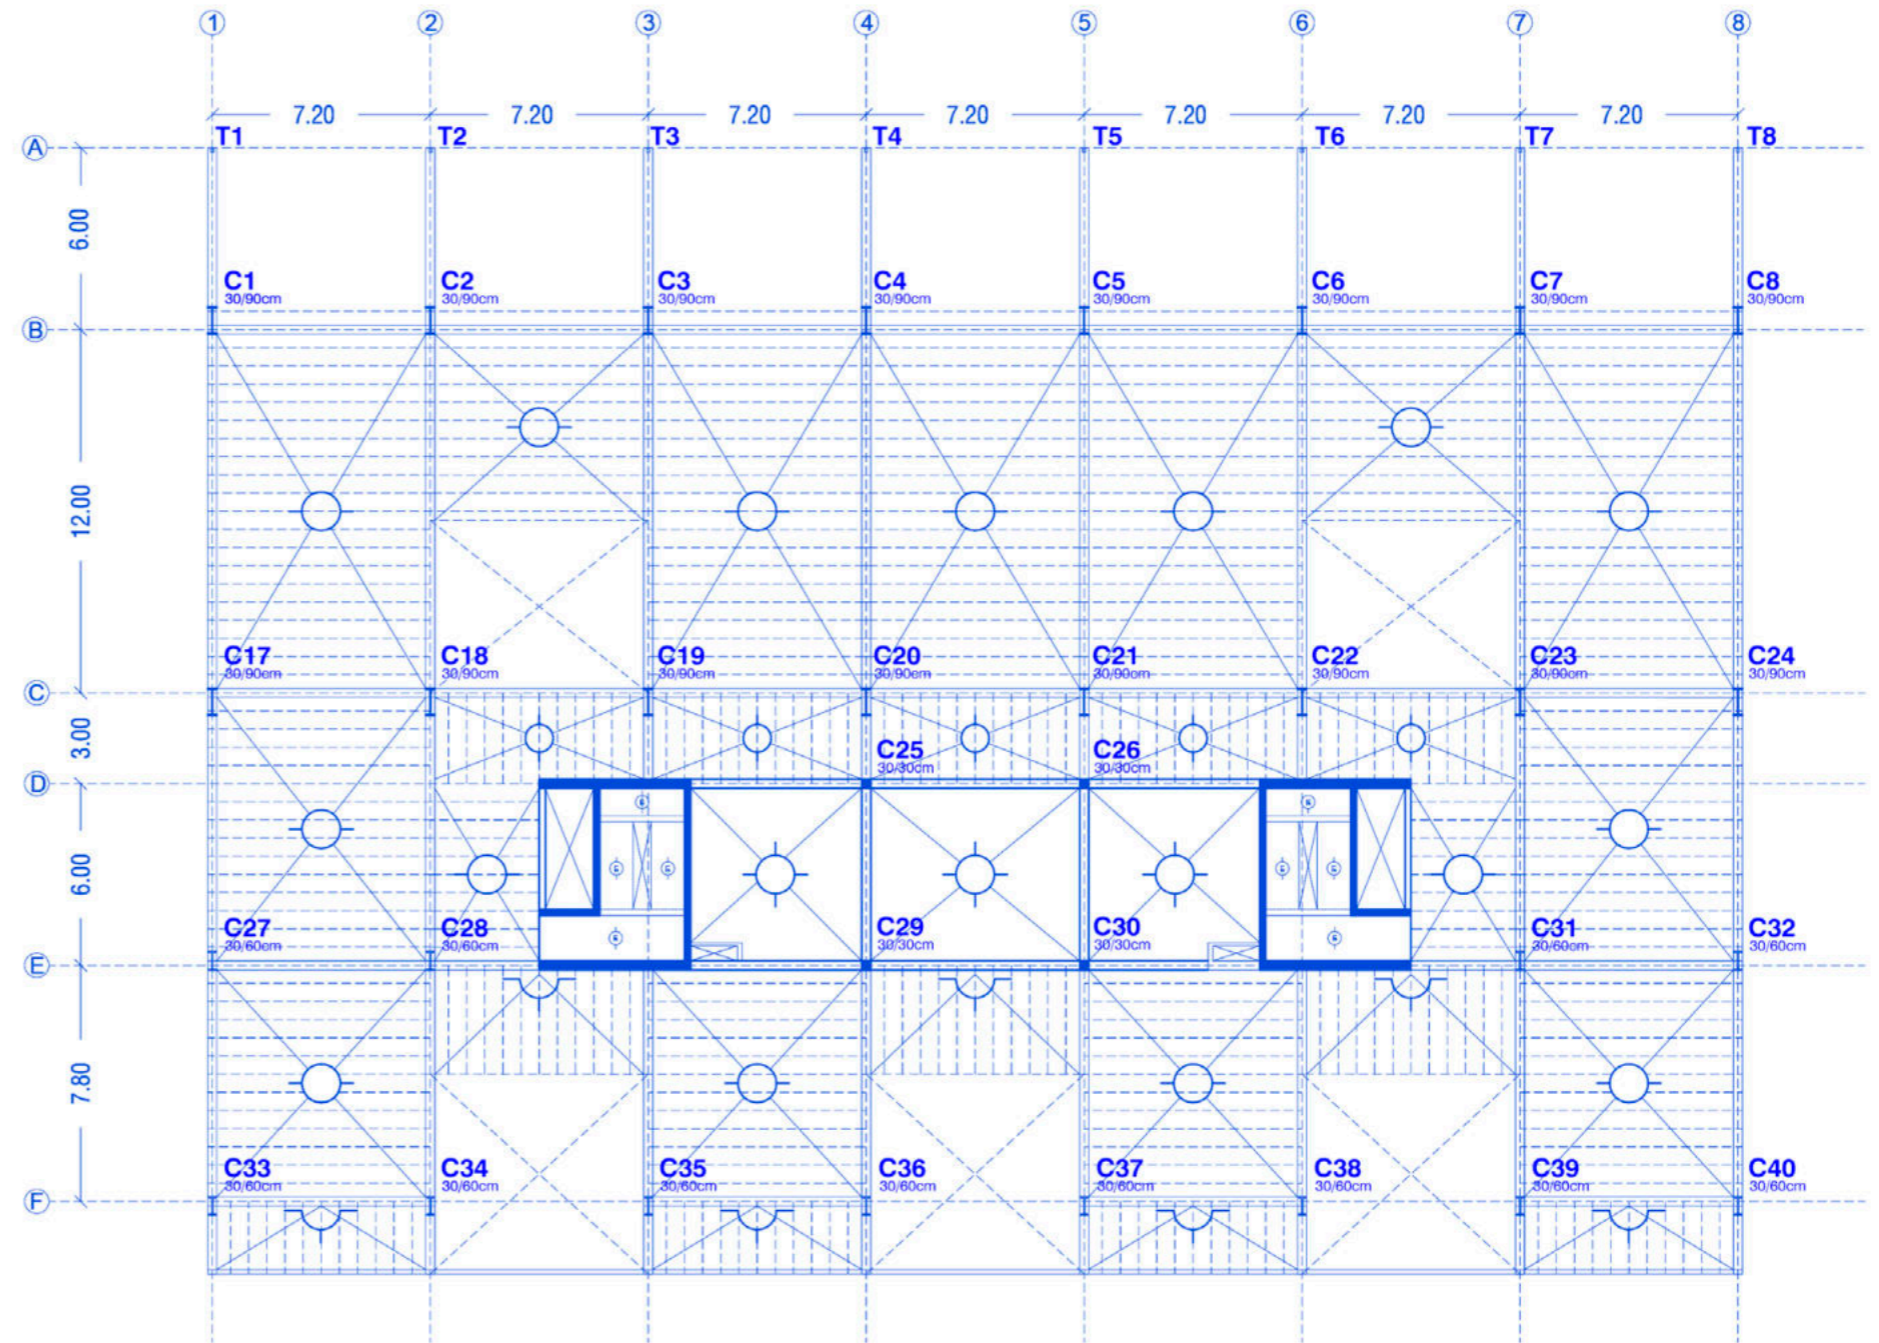 1 2 3 4 5 6 7 8
7.20 7.20 7.20 7.20 7.20 7.20 7.20
T1 T2 T3 T4 T5 T6 T7 T8
A
6.00
C1 C2 C3 C4 C5 C6 C7 C8
30/90cm 30/90cm 30/90cm 30/90cm 30/90cm 30/90cm 30/90cm 30/90cm
B
12.00
C17 C18 C19 C20 C21 C22 C23 C24
30/90cm 30/90cm 30/90cm 30/90cm 30/90cm 30/90cm 30/90cm 30/90cm
C
3.00
C25 C26
30/30cm 30/30cm
D
6.00
C27 C28 C29 C30 C31 C32
30/60cm 30/60cm 30/30cm 30/30cm 30/60cm 30/60cm
E
7.80
C33 C34 C35 C36 C37 C38 C39 C40
30/60cm 30/60cm 30/60cm 30/60cm 30/60cm 30/60cm 30/60cm 30/60cm
F